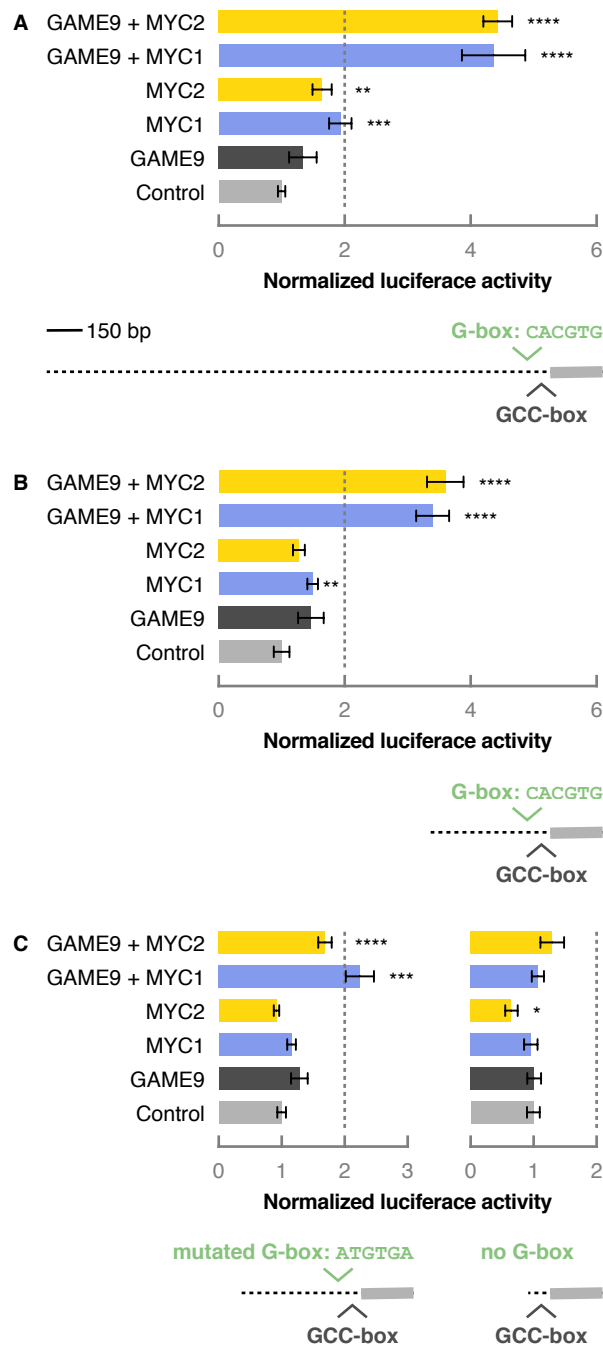 A
GAME9 + MYC2
****
GAME9 + MYC1
****
MYC2
**
MYC1
***
GAME9
Control
0 2 4 6
Normalized luciferace activity
150 bp
G-box: CACGTG
GCC-box
B
GAME9 + MYC2
****
GAME9 + MYC1
****
MYC2
MYC1
**
GAME9
Control
0 2 4 6
Normalized luciferace activity
G-box: CACGTG
GCC-box
C
GAME9 + MYC2
****
GAME9 + MYC1
***
MYC2
*
MYC1
GAME9
Control
0 1 2 3
0 1 2
Normalized luciferace activity
mutated G-box: ATGTGA
no G-box
GCC-box
GCC-box